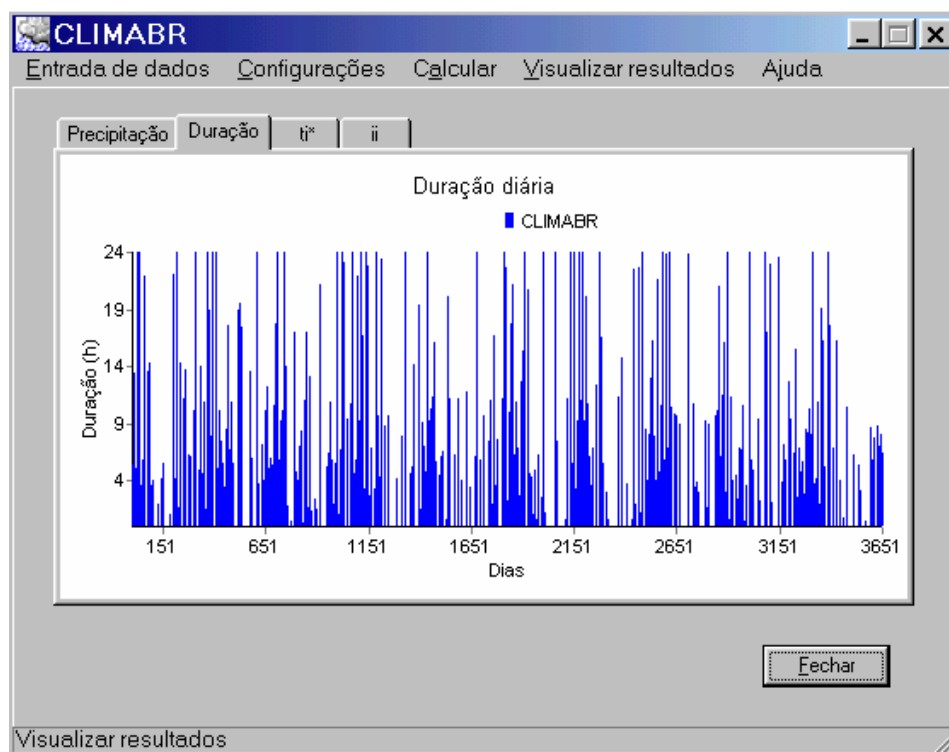 CLIMABR
Entrada de dados Configurações Calcular Visualizar resultados Ajuda
Precipitação Duração ti* ii
Duração diária
CLIMABR
24
19
14
9
4
Duração (h)
151 651 1151 1651 2151 2651 3151 3651
Dias
Fechar
Visualizar resultados